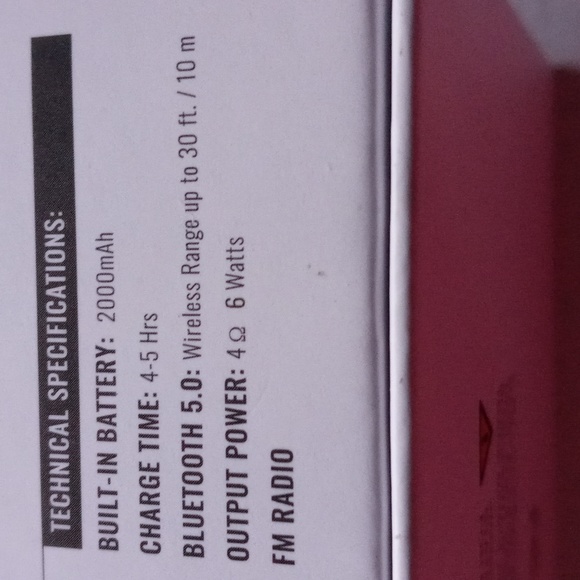 TECHNICAL SPECIFICATIONS:
BUILT-IN BATTERY: 2000mAh
CHARGE TIME: 4-5 Hrs
BLUETOOTH 5.0: Wireless Range up to 30 ft. / 10 m
OUTPUT POWER: 4 Ω 6 Watts
FM RADIO